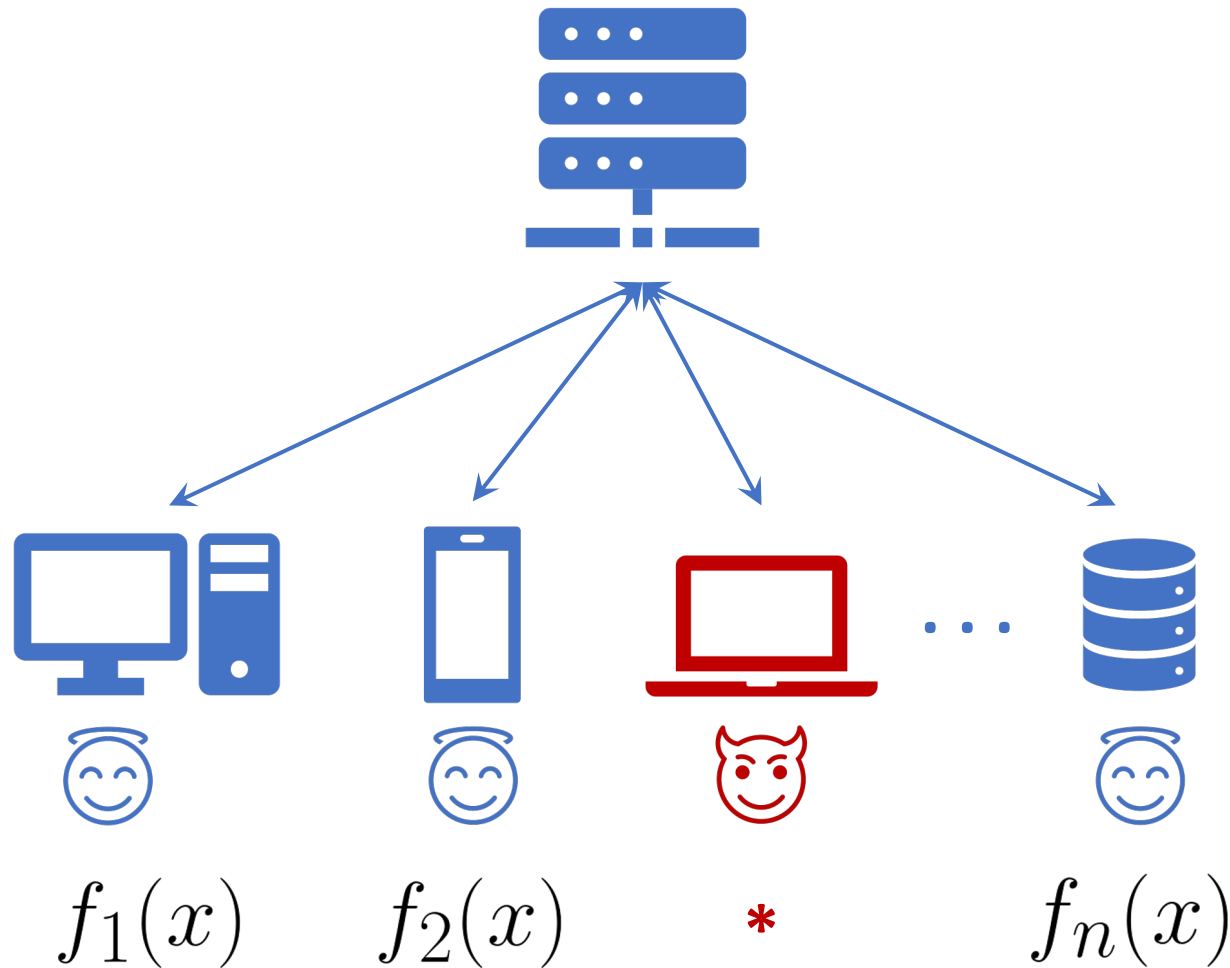 f₁(x) f₂(x) * . . . fₙ(x)